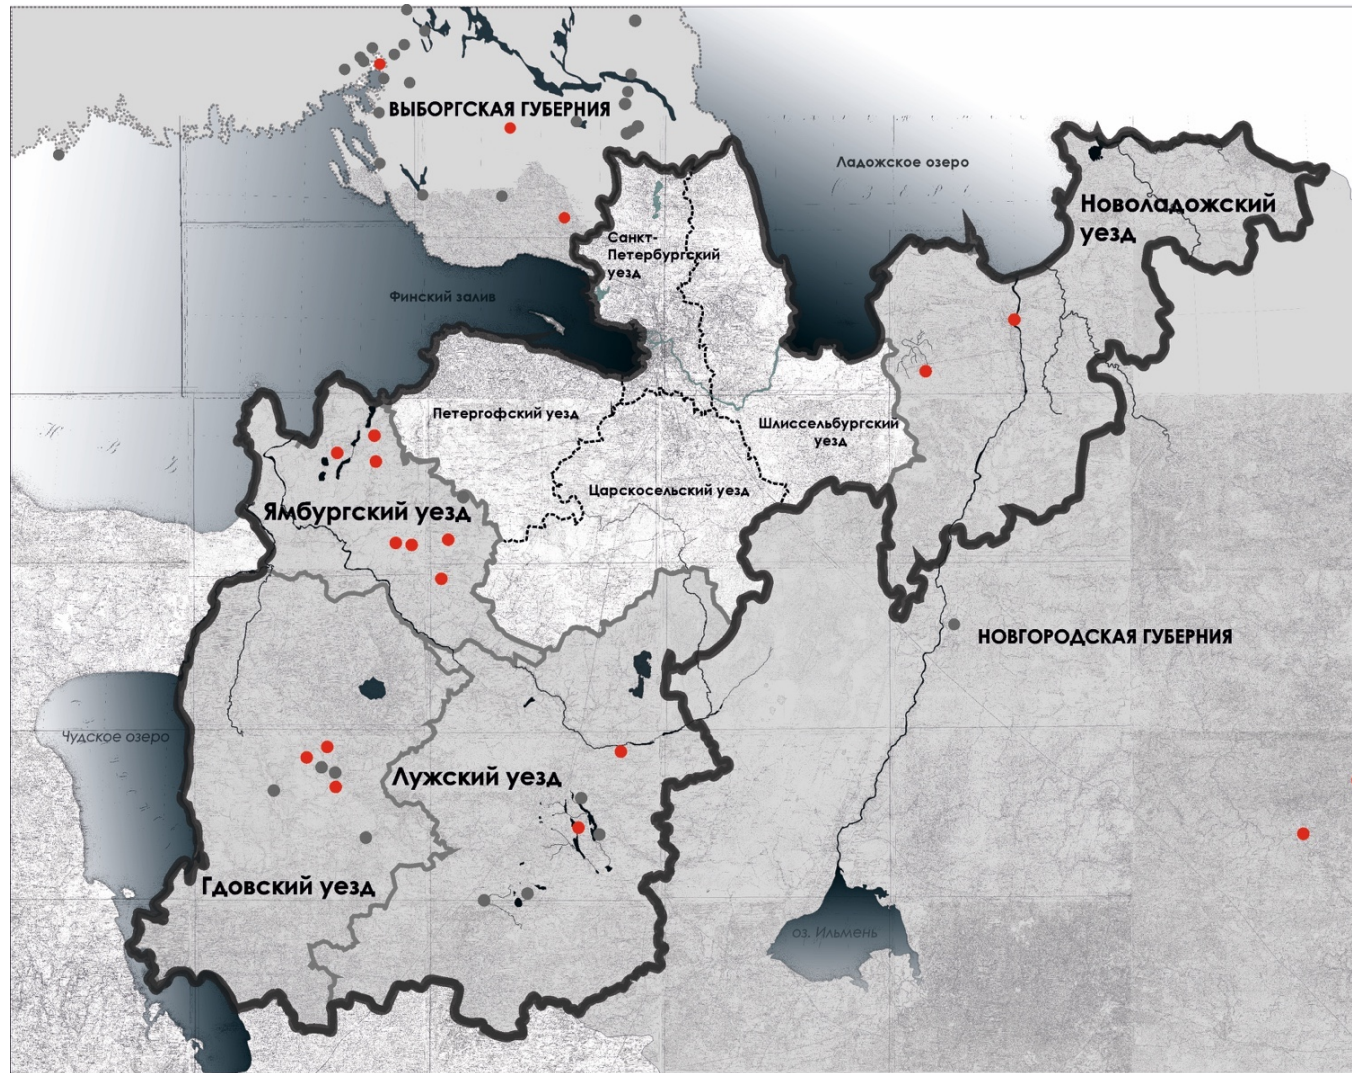 ВЫБОРГСКАЯ ГУБЕРНИЯ
Ладожское озеро
Новоладожский
уезд
Санкт-
Петербургский
уезд
Финский залив
Петергофский уезд
Шлиссельбургский
уезд
Царскосельский уезд
Ямбургский уезд
НОВГОРОДСКАЯ ГУБЕРНИЯ
Чудское озеро
Лужский уезд
Гдовский уезд
оз. Ильмень